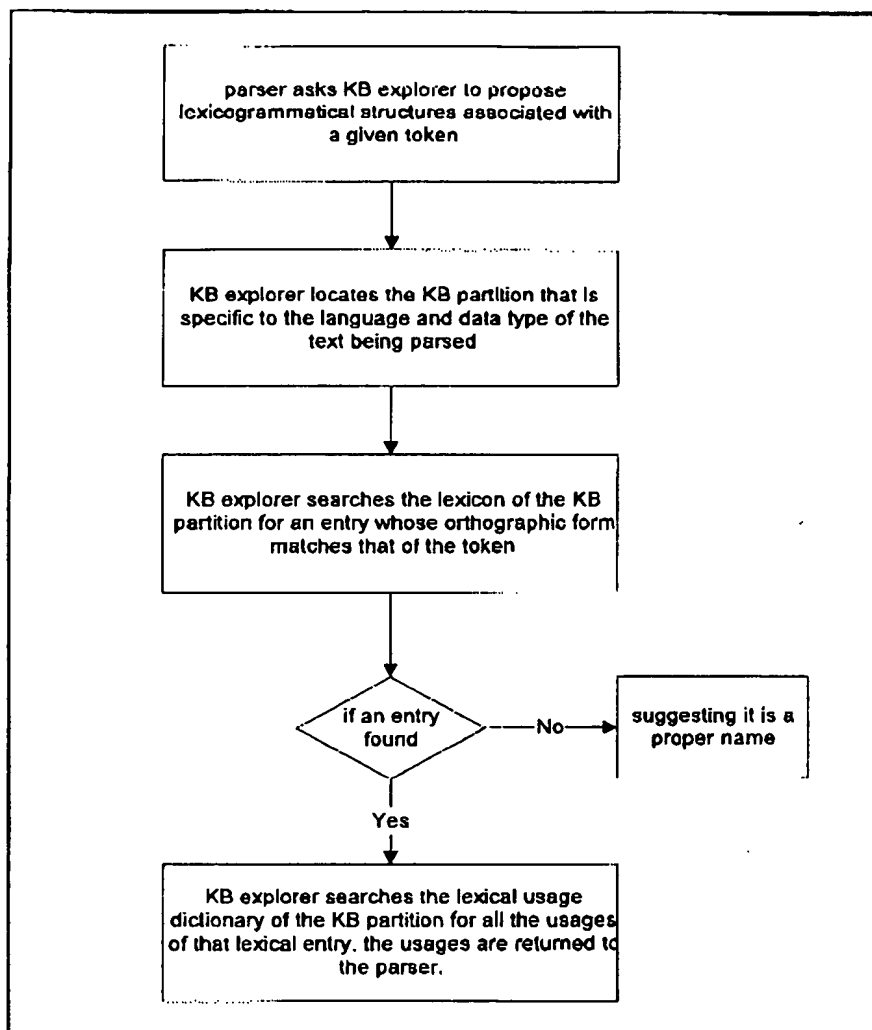 parser asks KB explorer to propose
lexicogrammatical structures associated with
a given token
KB explorer locates the KB partition that is
specific to the language and data type of the
text being parsed
KB explorer searches the lexicon of the KB
partition for an entry whose orthographic form
matches that of the token
if an entry
found
No
suggesting it is a
proper name
Yes
KB explorer searches the lexical usage
dictionary of the KB partition for all the usages
of that lexical entry. the usages are returned to
the parser.